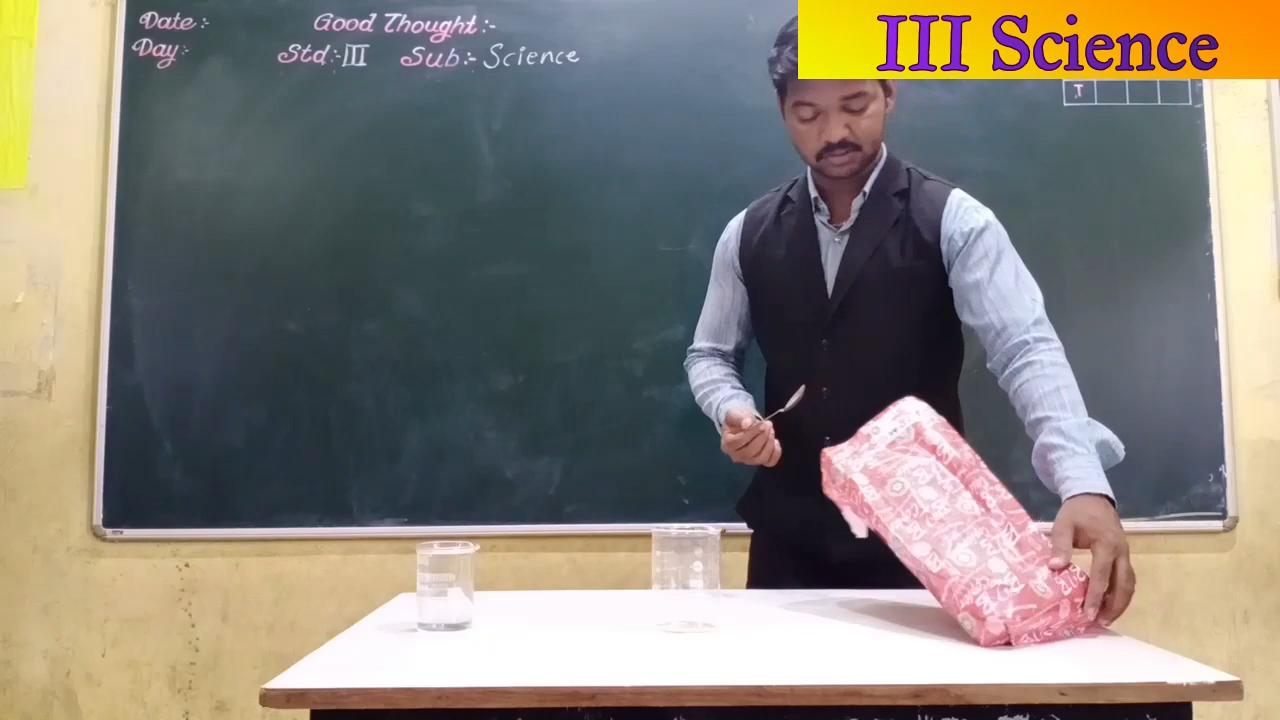 Date:-
Good Thought:-
III Science
Day:-
Std:-III Sub:- Science
T